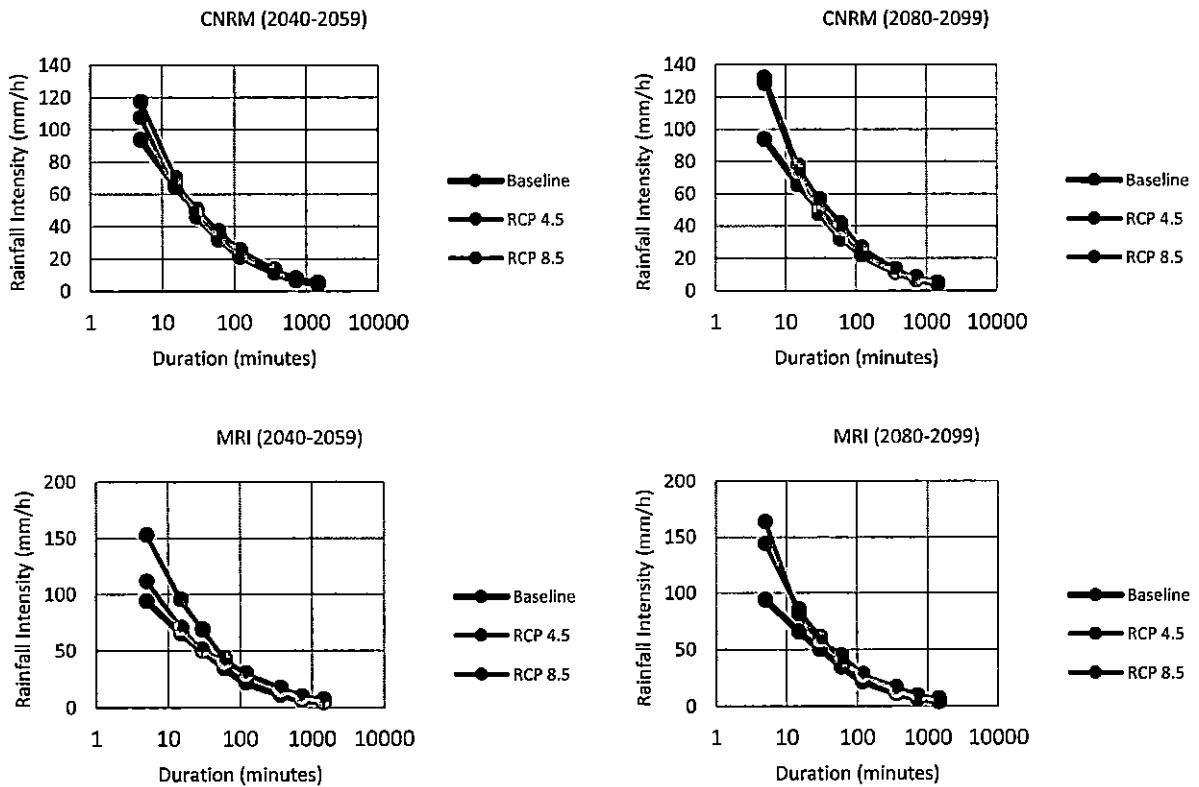 CNRM (2040-2059)
Rainfall Intensity (mm/h)
140
120
100
80
60
40
20
0
1 10 100 1000 10000
Duration (minutes)
Baseline
RCP 4.5
RCP 8.5
CNRM (2080-2099)
Rainfall Intensity (mm/h)
140
120
100
80
60
40
20
0
1 10 100 1000 10000
Duration (minutes)
Baseline
RCP 4.5
RCP 8.5
MRI (2040-2059)
Rainfall Intensity (mm/h)
200
150
100
50
0
1 10 100 1000 10000
Duration (minutes)
Baseline
RCP 4.5
RCP 8.5
MRI (2080-2099)
Rainfall Intensity (mm/h)
200
150
100
50
0
1 10 100 1000 10000
Duration (minutes)
Baseline
RCP 4.5
RCP 8.5